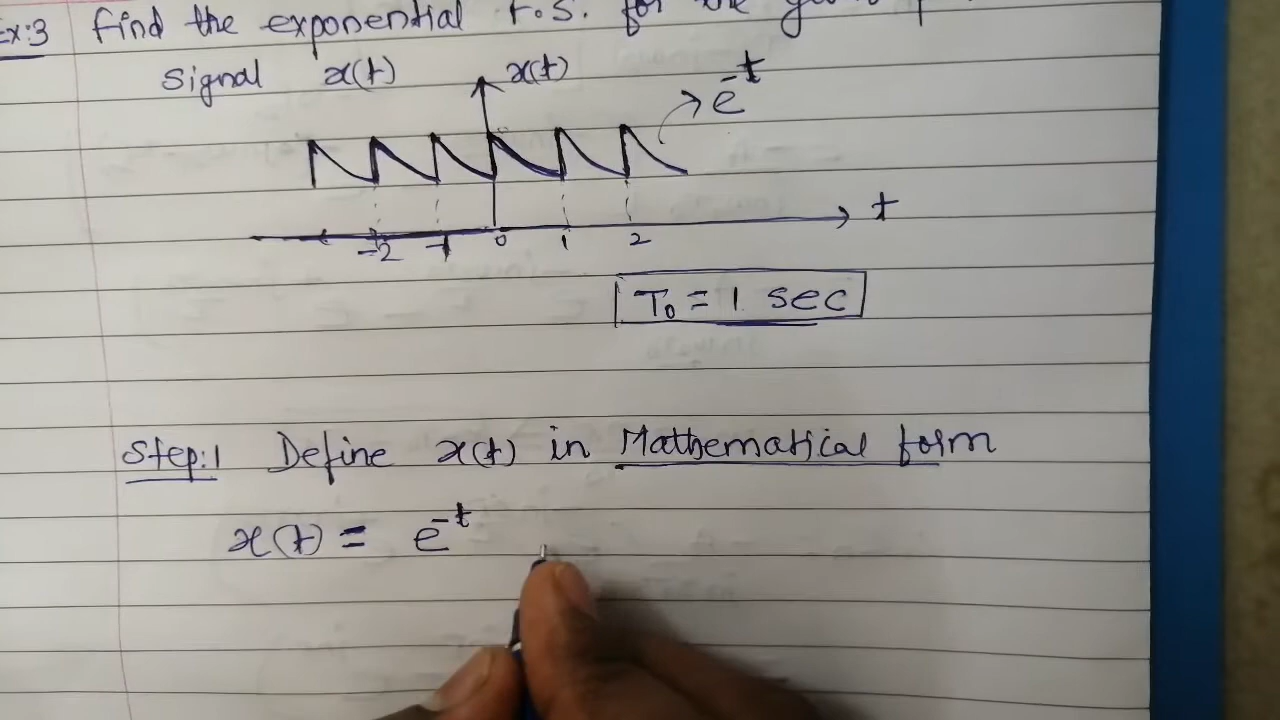 Ex:3 Find the exponential F.S. for the
Signal x(t)
x(t)
e^-t
t
-2 -1 0 1 2
T₀ = 1 sec
Step:1 Define x(t) in Mathematical form
x(t) = e^-t